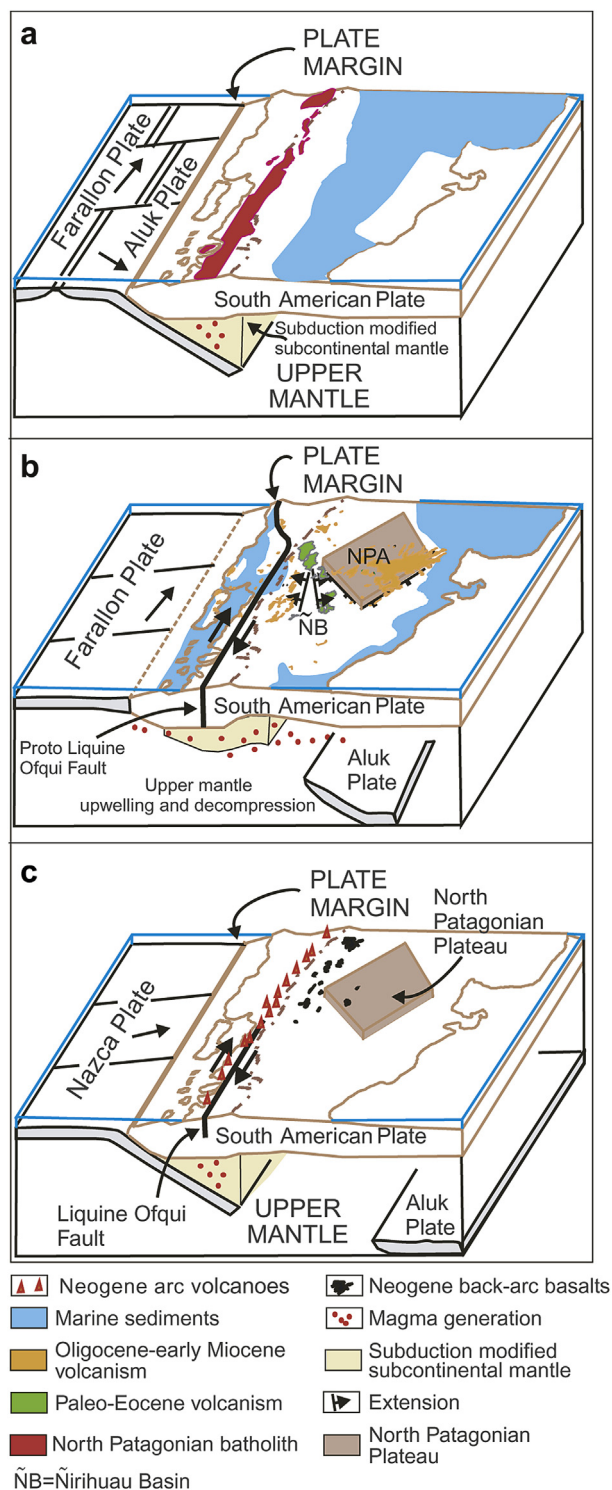 a
PLATE
MARGIN
Farallon Plate
Aluk Plate
South American Plate
Subduction modified
subcontinental mantle
UPPER
MANTLE
b
PLATE
MARGIN
Farallon Plate
NPA
ÑB
South American Plate
Proto Liquine
Ofqui Fault
Upper mantle
upwelling and decompression
Aluk
Plate
c
PLATE
MARGIN
North
Patagonian
Plateau
Nazca Plate
South American Plate
Liquine Ofqui
Fault
UPPER
MANTLE
Aluk
Plate
Neogene arc volcanoes
Neogene back-arc basalts
Marine sediments
Magma generation
Oligocene-early Miocene
volcanism
Subduction modified
subcontinental mantle
Paleo-Eocene volcanism
Extension
North Patagonian batholith
North Patagonian
Plateau
ÑB=Ñirihuau Basin